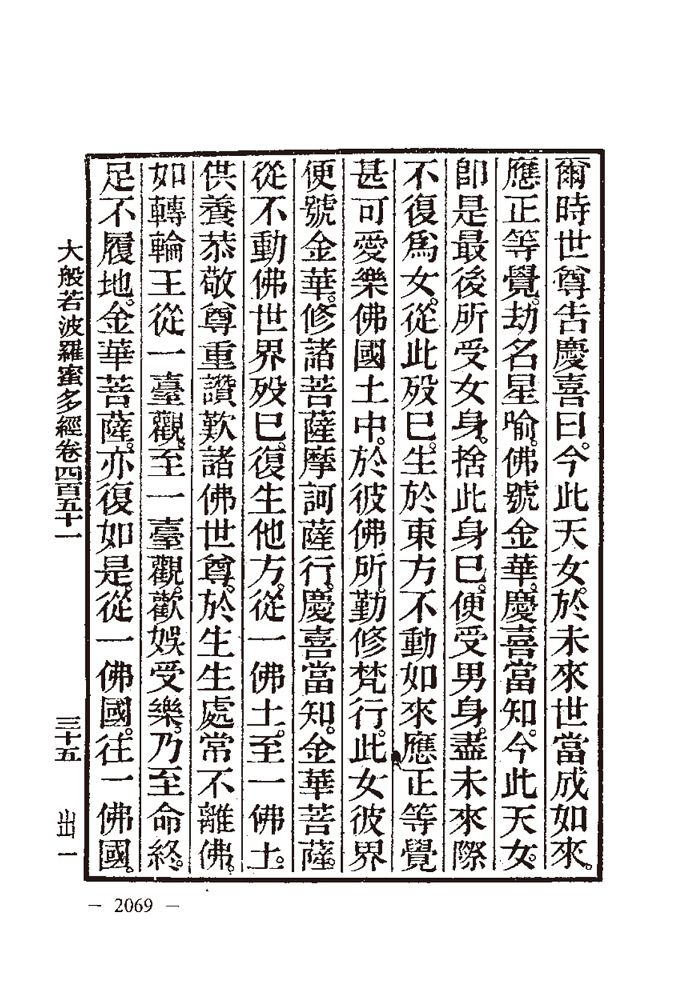 爾時世尊吿慶喜曰。今此天女。於未來世當成如來。
應正等覺。劫名星喻。佛號金華。慶喜當知。今此天女。
卽是最後所受女身。捨此身已。便受男身。盡未來際
不復爲女。從此歿已。生於東方不動如來應正等覺
甚可愛樂佛國土中。於彼佛所。勤修梵行。此女彼界
便號金華。修諸菩薩摩訶薩行。慶喜當知。金華菩薩。
從不動佛世界歿已。復生他方。從一佛土。至一佛土。
供養恭敬尊重讚歎諸佛世尊。於生生處常不離佛。
如轉輪王從一臺觀。至一臺觀。歡娛受樂。乃至命終。
足不履地。金華菩薩。亦復如是。從一佛國。往一佛國。
大般若波羅蜜多經卷四百五十一 三十五 出一
— 2069 —